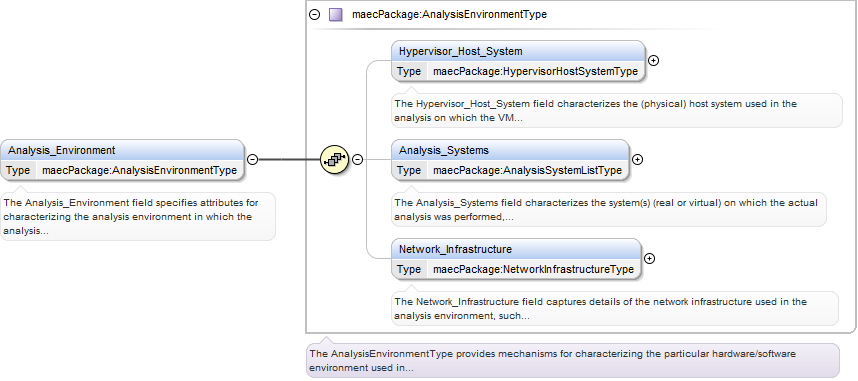 maecPackage:AnalysisEnvironmentType
Hypervisor_Host_System
Type maecPackage:HypervisorHostSystemType
The Hypervisor_Host_System field characterizes the (physical) host system used in the
analysis on which the VM...
Analysis_Environment
Type maecPackage:AnalysisEnvironmentType
The Analysis_Environment field specifies attributes for
characterizing the analysis environment in which the
analysis...
Analysis_Systems
Type maecPackage:AnalysisSystemListType
The Analysis_Systems field characterizes the system(s) (real or virtual) on which the actual
analysis was performed,...
Network_Infrastructure
Type maecPackage:NetworkInfrastructureType
The Network_Infrastructure field captures details of the network infrastructure used in the
analysis environment, such...
The AnalysisEnvironmentType provides mechanisms for characterizing the particular hardware/software
environment used in...